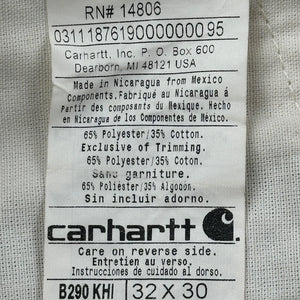 RN# 14806
03111876190000000095
Carhartt, Inc. P. O. Box 600
Dearborn, MI 48121 USA
Made in Nicaragua from Mexico
Components. Fabriqué au Nicaragua à
Partir des composants du Mexique. Hecho
en Nicaragua de los Componentes de México.
65% Polyester/35% Cotton.
Exclusive of Trimming.
65% Polyester/35% Coton.
Sans garniture.
65% Poliéster/35% Algodon.
Sin incluir adorno.
carhartt
Care on reverse side.
Entretien au verso.
Instrucciones de cuidado al dorso.
B290 KHI 32 X 30